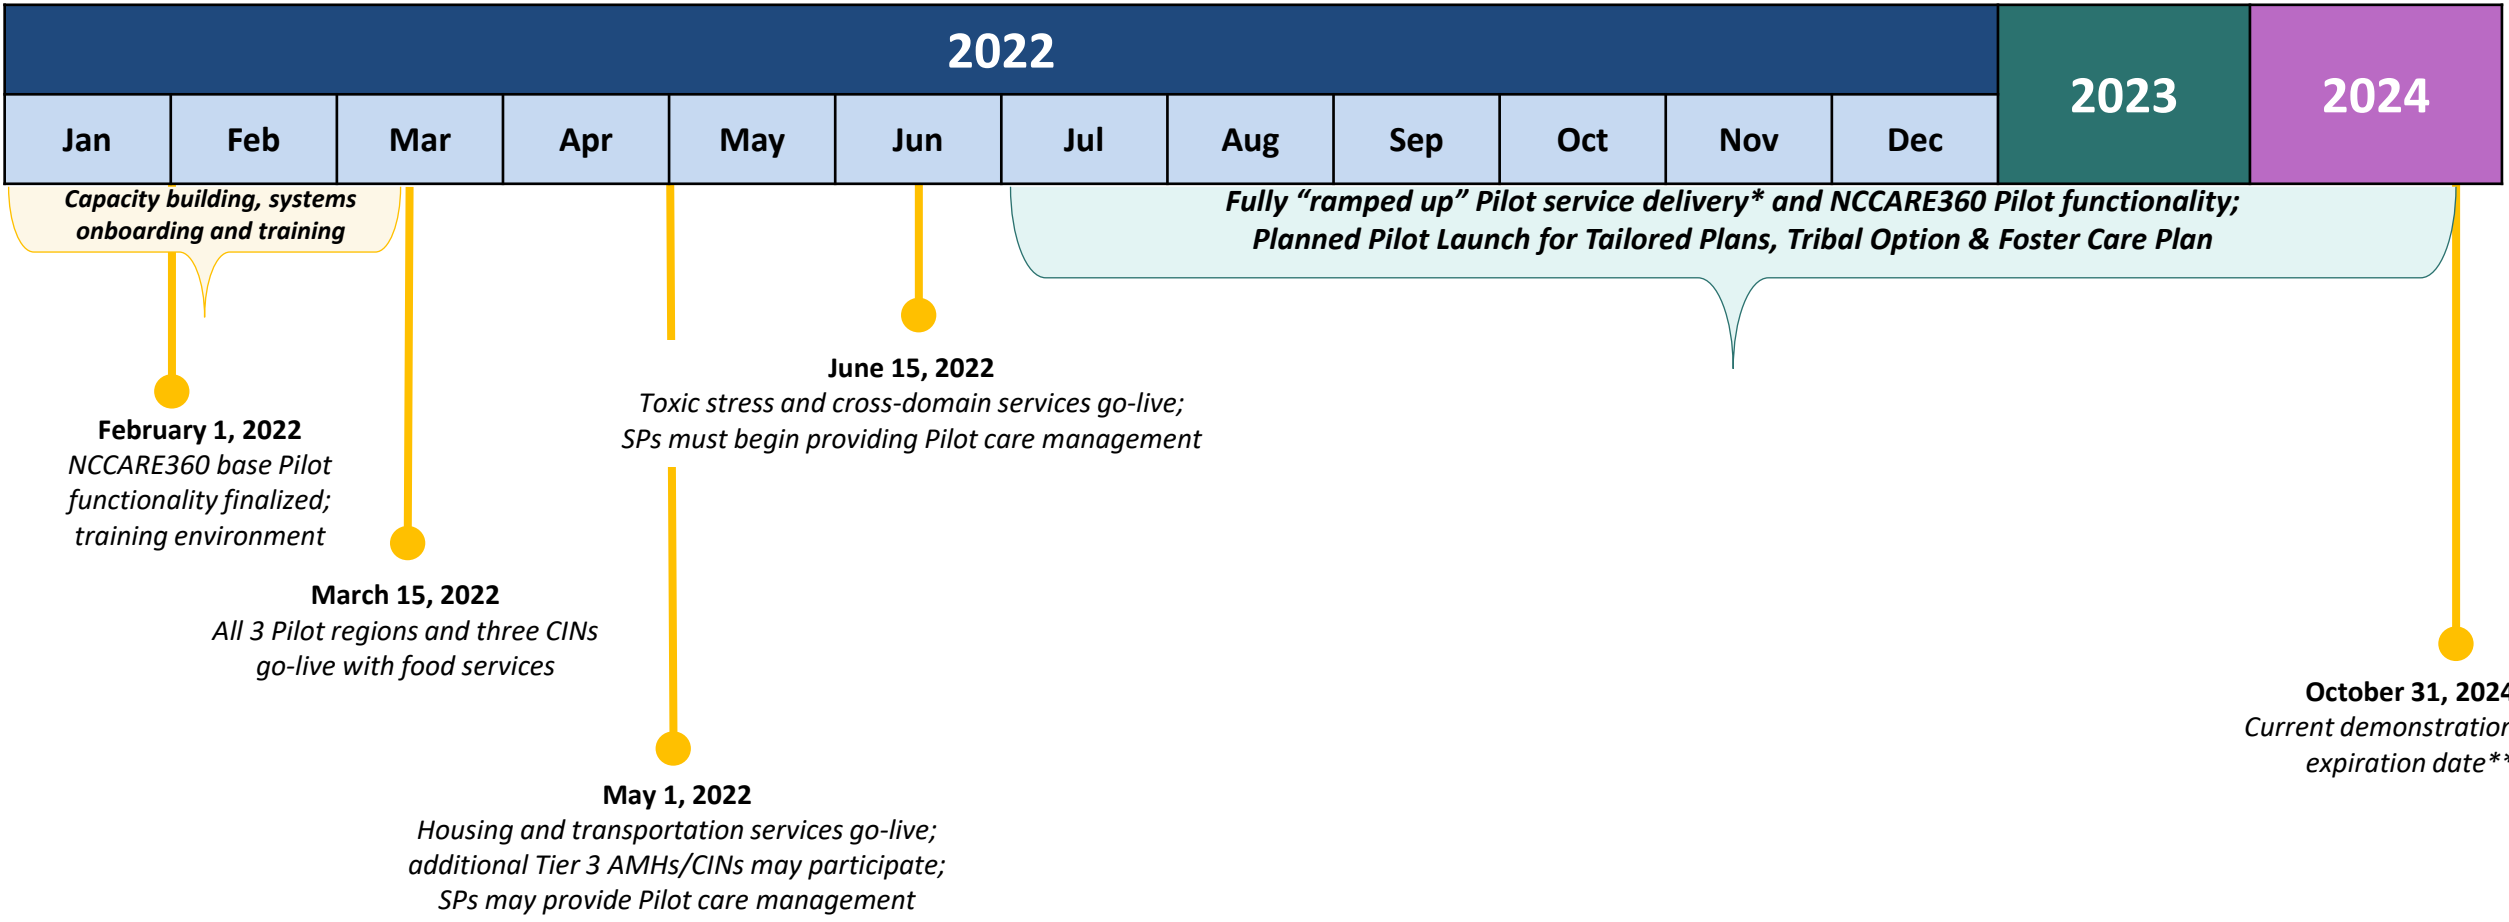 2022
2023
2024
Jan
Feb
Mar
Apr
May
Jun
Jul
Aug
Sep
Oct
Nov
Dec
Capacity building, systems
onboarding and training
Fully “ramped up” Pilot service delivery* and NCCARE360 Pilot functionality;
Planned Pilot Launch for Tailored Plans, Tribal Option & Foster Care Plan
February 1, 2022
NCCARE360 base Pilot
functionality finalized;
training environment
March 15, 2022
All 3 Pilot regions and three CINs
go-live with food services
May 1, 2022
Housing and transportation services go-live;
additional Tier 3 AMHs/CINs may participate;
SPs may provide Pilot care management
June 15, 2022
Toxic stress and cross-domain services go-live;
SPs must begin providing Pilot care management
October 31, 2024
Current demonstration
expiration date**